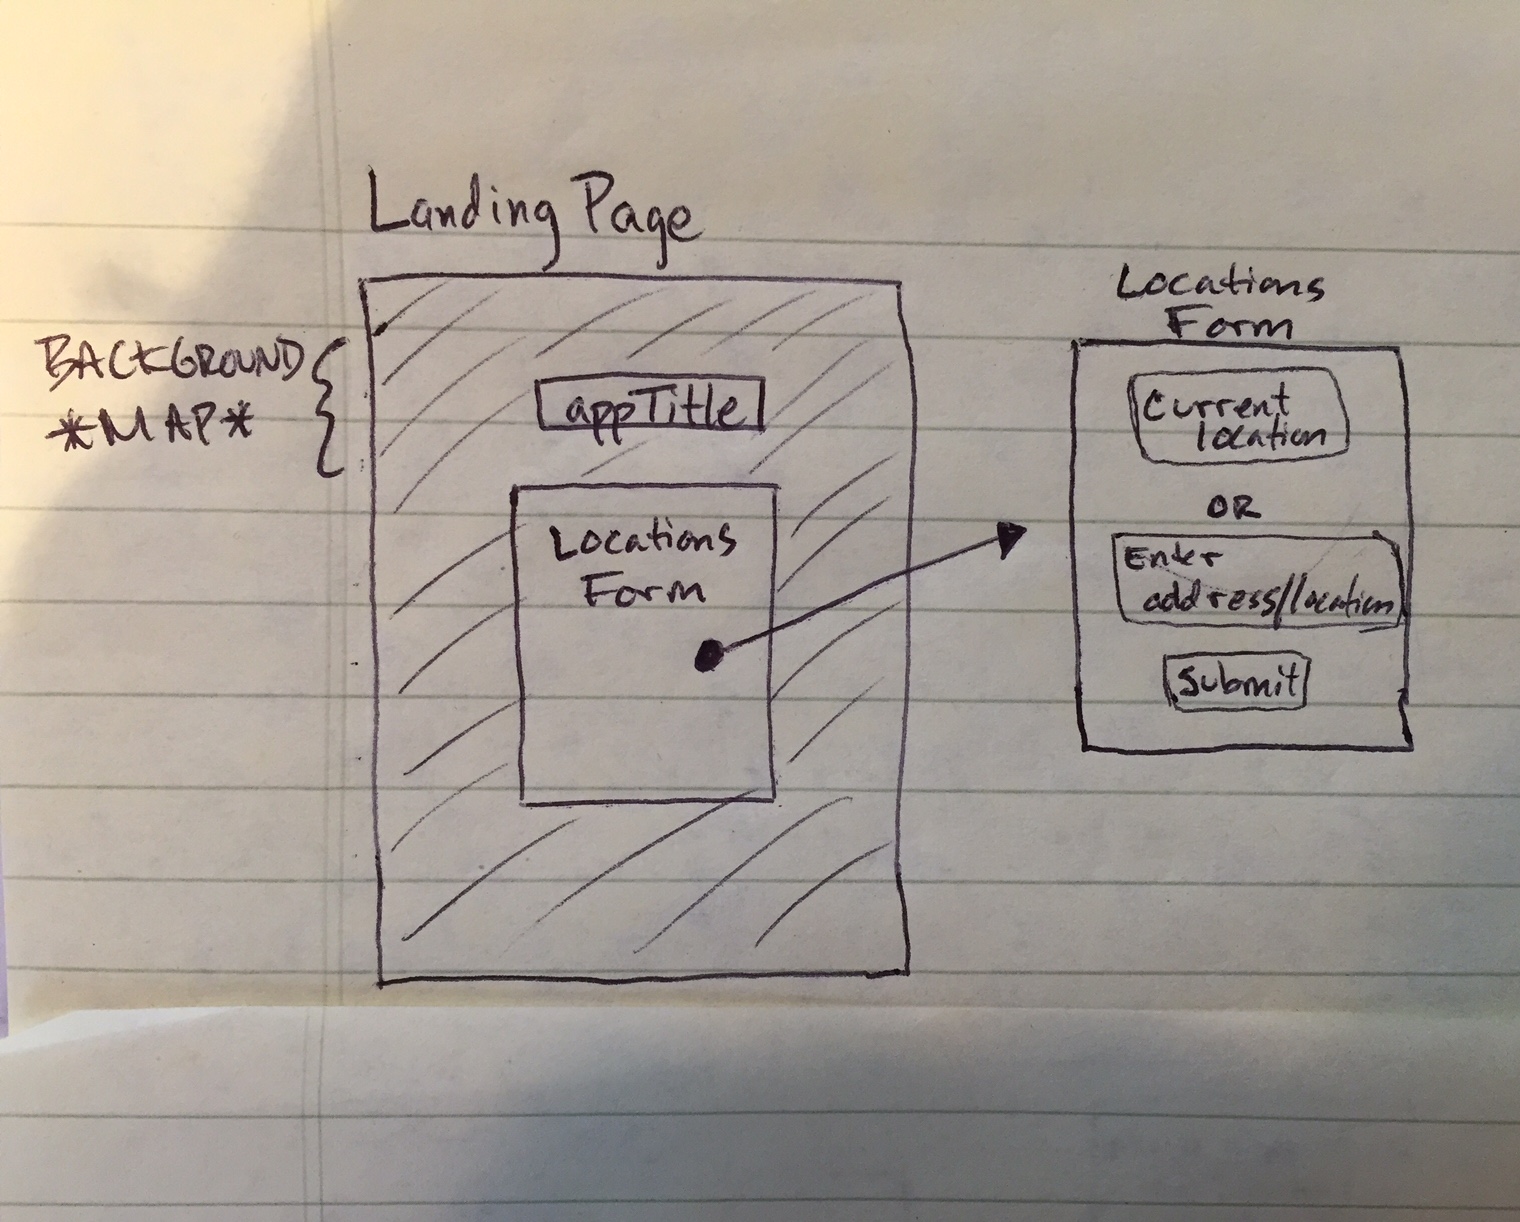 Landing Page
BACKGROUND
*MAP*
appTitle
Locations
Form
Locations
Form
Current
location
OR
Enter
address/location
Submit